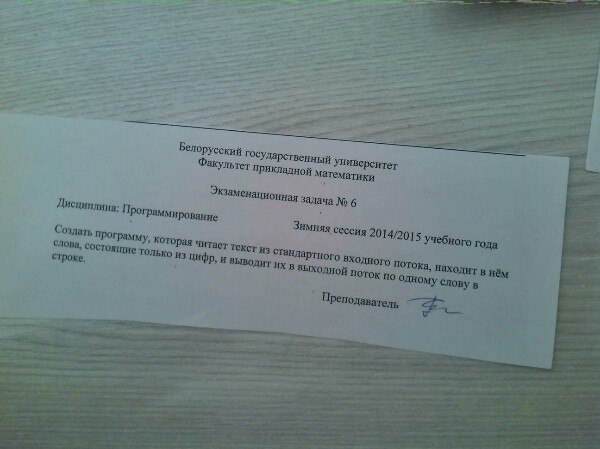 Белорусский государственный университет
Факультет прикладной математики
Экзаменационная задача № 6
Дисциплина: Программирование
Зимняя сессия 2014/2015 учебного года
Создать программу, которая читает текст из стандартного входного потока, находит в нём
слова, состоящие только из цифр, и выводит их в выходной поток по одному слову в
строке.
Преподаватель